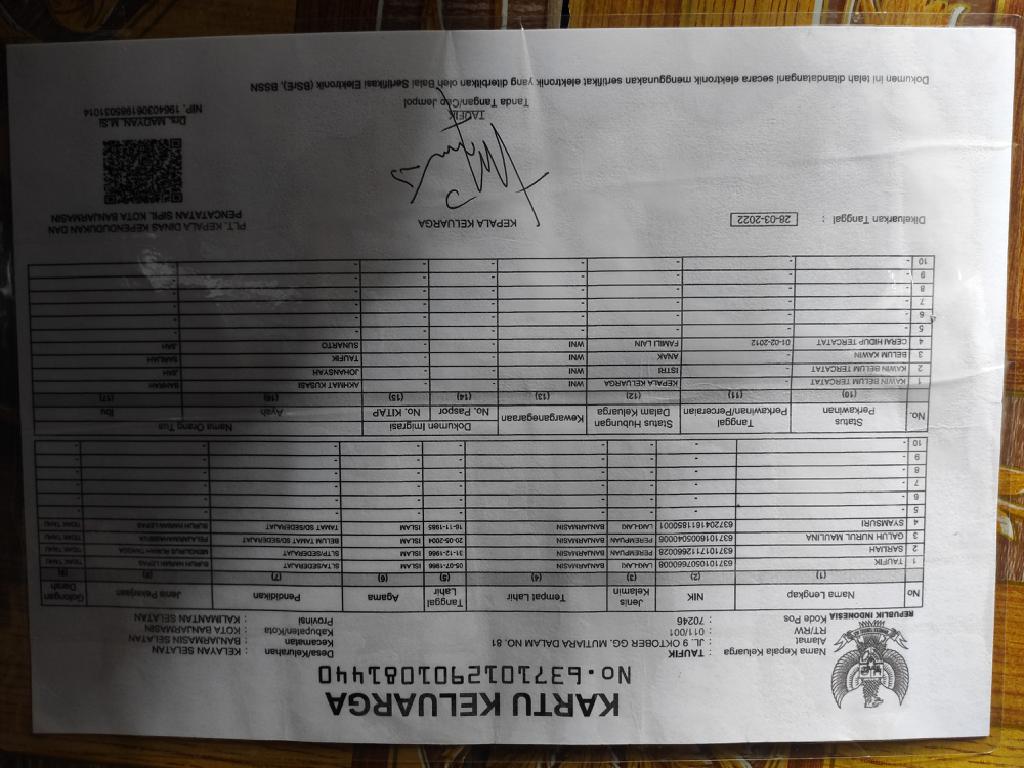 KARTU KELUARGA
No. 6371012901081440
Nama Kepala Keluarga : TAUFIK
Alamat : JL. 9 OKTOBER GG. MUTIARA DALAM NO. 81
RT/RW : 011/001
Kode Pos : 70246
Desa/Kelurahan : KELAYAN SELATAN
Kecamatan : BANJARMASIN SELATAN
Kabupaten/Kota : KOTA BANJARMASIN
Provinsi : KALIMANTAN SELATAN
REPUBLIK INDONESIA
No Nama Lengkap NIK Jenis Kelamin Tempat Lahir Tanggal Lahir Agama Pendidikan Jenis Pekerjaan Golongan Darah
(1) (2) (3) (4) (5) (6) (7) (8) (9)
1 TAUFIK LAKI-LAKI BANJARMASIN 05-07-1966 ISLAM SLTA/SEDERAJAT BURUH HARIAN LEPAS TIDAK TAHU
2 SARIJAH PEREMPUAN BANJARMASIN 31-12-1966 ISLAM SLTP/SEDERAJAT MENGURUS RUMAH TANGGA TIDAK TAHU
3 GALUH NURUL MAULINA PEREMPUAN BANJARMASIN 20-05-2004 ISLAM BELUM TAMAT SD/SEDERAJAT PELAJAR/MAHASISWA TIDAK TAHU
4 SYAMSURI 6372041611850001 LAKI-LAKI BANJARMASIN 16-11-1985 ISLAM TAMAT SD/SEDERAJAT BURUH HARIAN LEPAS TIDAK TAHU
5 - - - - - - - - -
6 - - - - - - - - -
7 - - - - - - - - -
8 - - - - - - - - -
9 - - - - - - - - -
10 - - - - - - - - -
No. Status Perkawinan Tanggal Perkawinan/Perceraian Status Hubungan Dalam Keluarga Kewarganegaraan Dokumen Imigrasi Nama Orang Tua
No. Paspor No. KITAP Ayah Ibu
(10) (11) (12) (13) (14) (15) (16) (17)
1 KAWIN BELUM TERCATAT - KEPALA KELUARGA WNI - - AKHMAT KUSASI
2 KAWIN BELUM TERCATAT - ISTRI WNI - - JOHANSYAH JIAH
3 BELUM KAWIN - ANAK WNI - - TAUFIK SARIJAH
4 CERAI HIDUP TERCATAT 01-02-2012 FAMILI LAIN WNI - - SUNARTO
5 - - - - - - - -
6 - - - - - - - -
7 - - - - - - - -
8 - - - - - - - -
9 - - - - - - - -
10 - - - - - - - -
Dikeluarkan Tanggal : 28-03-2022
KEPALA KELUARGA
TAUFIK
Tanda Tangan/Cap Jempol
PLT. KEPALA DINAS KEPENDUDUKAN DAN
PENCATATAN SIPIL KOTA BANJARMASIN
Drs. MADYAN, M.Si
NIP. 196403061985031014
Dokumen ini telah ditandatangani secara elektronik menggunakan sertifikat elektronik yang diterbitkan oleh Balai Sertifikasi Elektronik (BSrE), BSSN